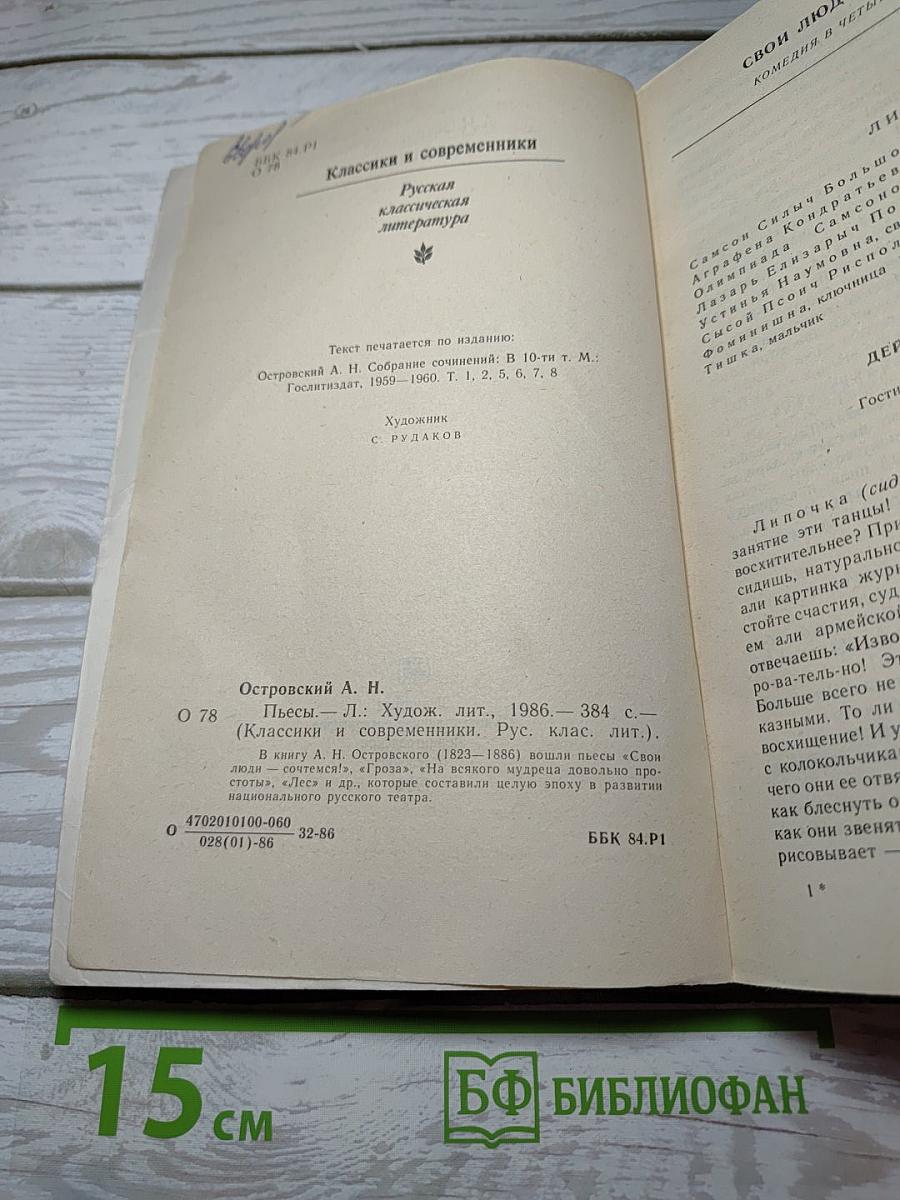 ББК 84.Р1
О 78
Классики и современники
Русская
классическая
литература
Текст печатается по изданию:
Островский А. Н. Собрание сочинений: В 10-ти т. М.:
Гослитиздат, 1959—1960. Т. 1, 2, 5, 6, 7, 8
Художник
С. РУДАКОВ
Островский А. Н.
О 78 Пьесы.— Л.: Худож. лит., 1986.— 384 с.—
(Классики и современники. Рус. клас. лит.).
В книгу А. Н. Островского (1823—1886) вошли пьесы «Свои
люди — сочтемся!», «Гроза», «На всякого мудреца довольно про-
стоты», «Лес» и др., которые составили целую эпоху в развитии
национального русского театра.
О 4702010100-060 32-86
028(01)-86
ББК 84.Р1
СВОИ ЛЮД
КОМЕДИЯ В ЧЕТЫ
ЛИ
Самсон Силыч Большо
Аграфена Кондратьев
Олимпиада Самсоно
Лазарь Елизарыч По
Устинья Наумовна, св
Сысой Псоич Риспол
Фоминишна, ключница
Тишка, мальчик
ДЕЙ
Гости
Липочка (сид
занятие эти танцы!
восхитительнее? При
сидишь, натурально
али картинка журн
стойте счастия, суд
ем али армейской
отвечаешь: «Изво
ро-ва-тель-но! Эт
Больше всего не
казными. То ли
восхищение! И у
с колокольчика
чего они ее отвя
как блеснуть о
как они звенят
рисовывает —
1*
15 см
БФ БИБЛИОФАН